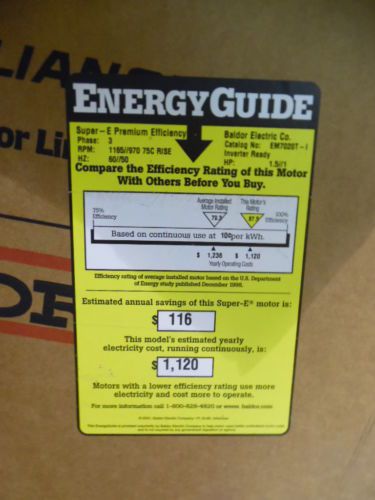 LIAN
or Li
ENERGYGUIDE
Super-E Premium Efficiency
Phase: 3
RPM: 1165//970 75C RISE
HZ: 60//50
Baldor Electric Co.
Catalog No: EM7020T-I
Inverter Ready
HP: 1.5//1
Compare the Efficiency Rating of this Motor
With Others Before You Buy.
Average Installed Motor Rating
This Motor's Rating
75% Efficiency
100% Efficiency
Based on continuous use at 10¢per kWh.
$ 1,236 $ 1,120
Yearly Operating Costs
Efficiency rating of average installed motor based on the U.S. Department
of Energy study published December 1998.
Estimated annual savings of this Super-E® motor is:
$ 116
This model's estimated yearly
electricity cost, running continuously, is:
$ 1,120
Motors with a lower efficiency rating use more
electricity and cost more to operate.
For more information call 1-800-828-4920 or www. baldor.com